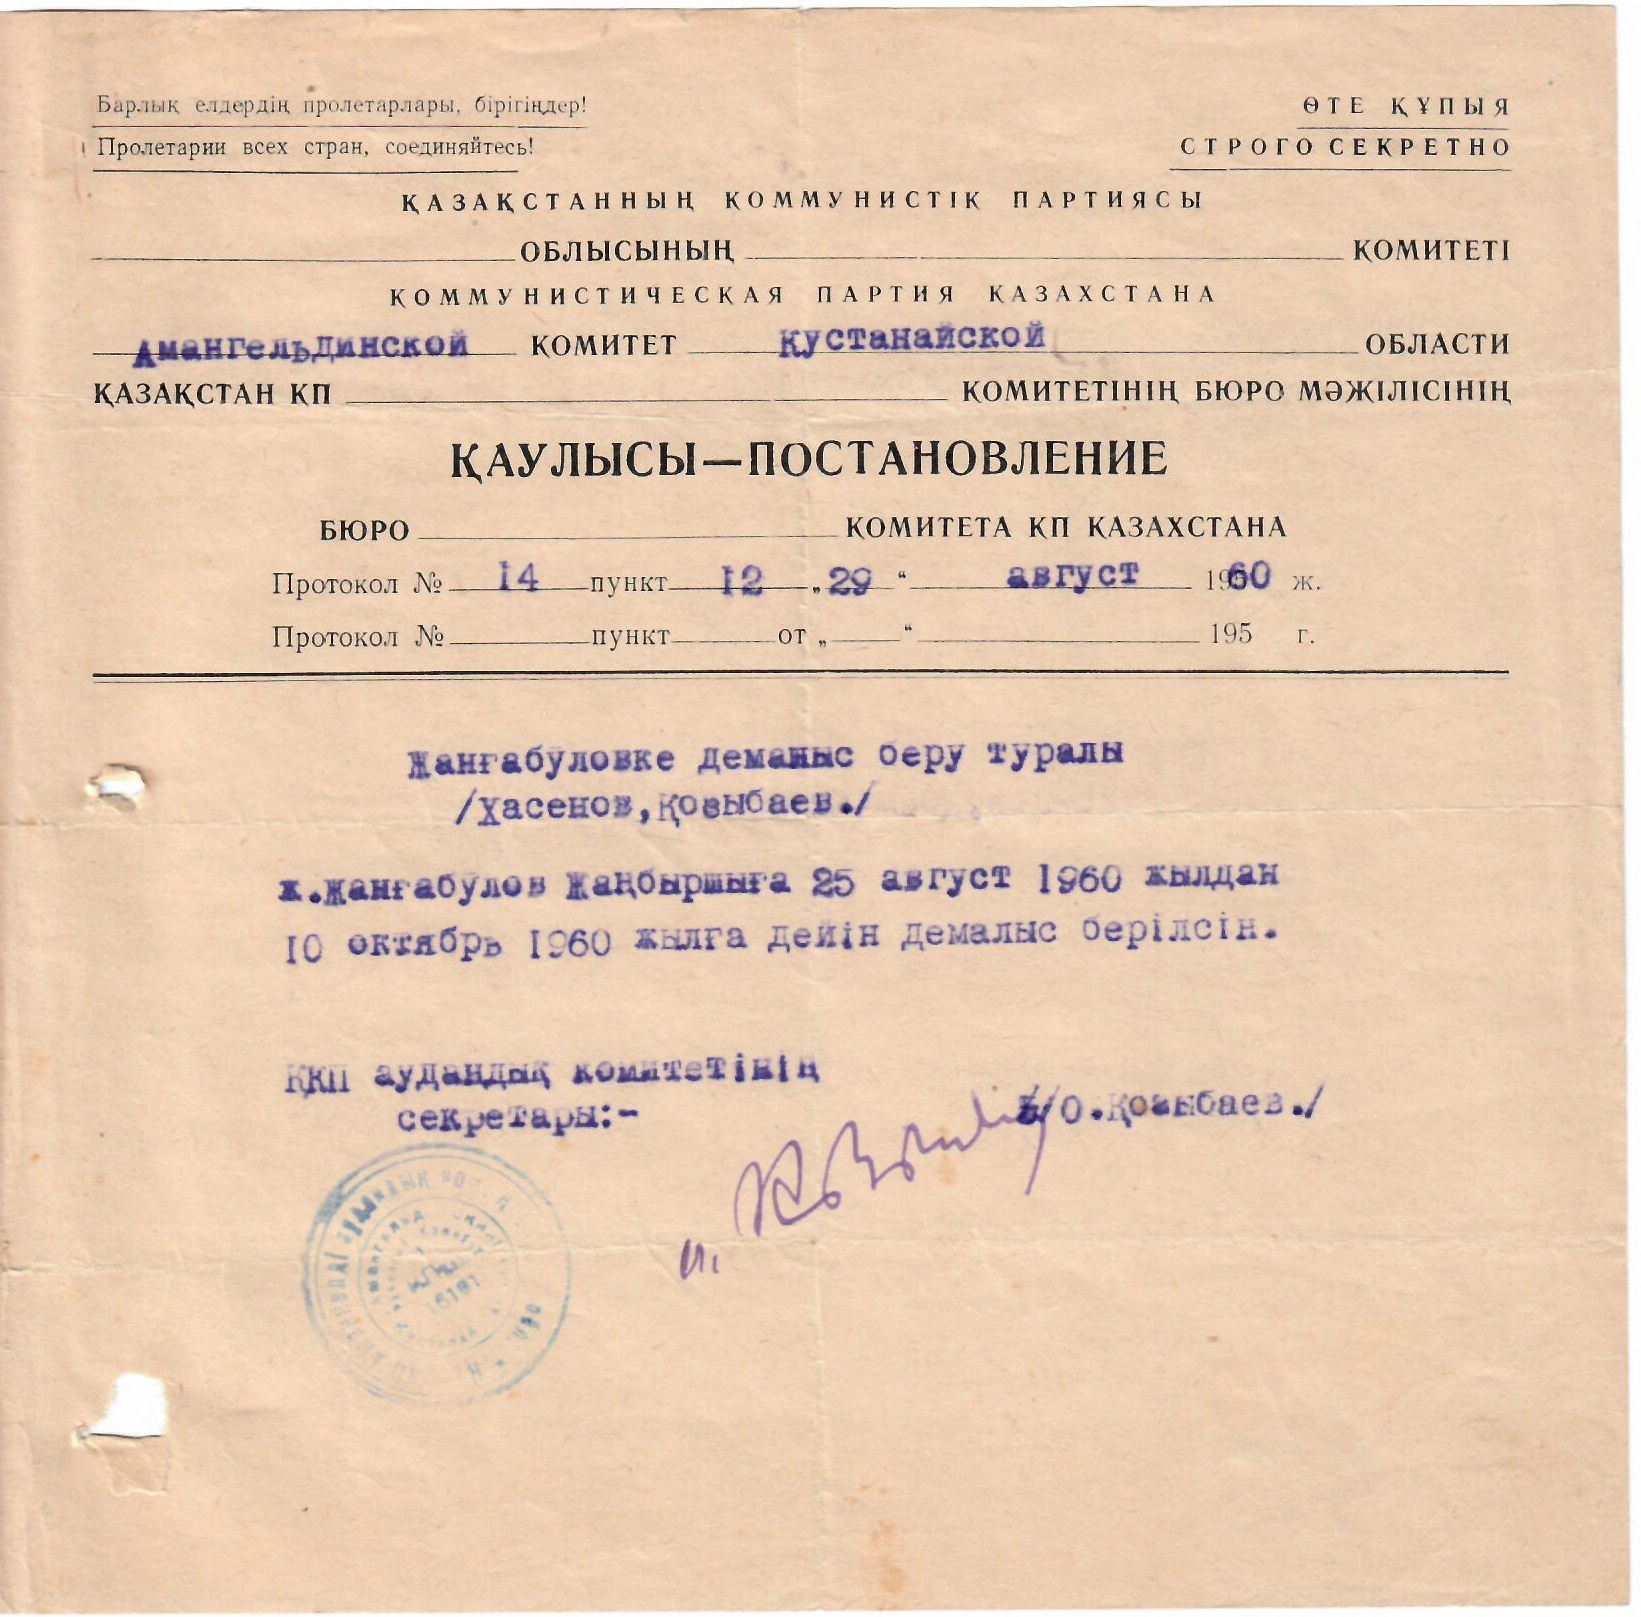 Барлық елдердің пролетарлары, бірігіңдер!
ӨТЕ ҚҰПЫЯ
Пролетарии всех стран, соединяйтесь!
СТРОГО СЕКРЕТНО
ҚАЗАҚСТАННЫҢ КОММУНИСТІК ПАРТИЯСЫ
ОБЛЫСЫНЫҢ КОМИТЕТІ
КОММУНИСТИЧЕСКАЯ ПАРТИЯ КАЗАХСТАНА
Амангельдинской КОМИТЕТ Кустанайской ОБЛАСТИ
ҚАЗАҚСТАН КП КОМИТЕТІНІҢ БЮРО МӘЖІЛІСІНІҢ
ҚАУЛЫСЫ—ПОСТАНОВЛЕНИЕ
БЮРО КОМИТЕТА КП КАЗАХСТАНА
Протокол № 14 пункт 12 „29“ август 1960 ж.
Протокол № пункт от „ “ 195 г.
Жанғабуловке демалыс беру туралы
/Хасенов,Қозыбаев./
ж.Жанғабулов Жаңбыршыға 25 август 1960 жылдан
10 октябрь 1960 жылға дейін демалыс берілсін.
ҚКП аудандық комитетінің
секретары:-
/О.Қозыбаев./